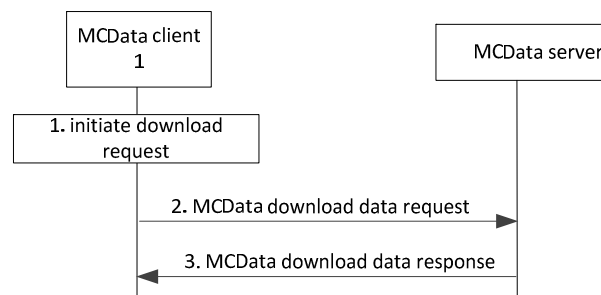 MCData client
1
MCData server
1. initiate download
request
2. MCData download data request
3. MCData download data response